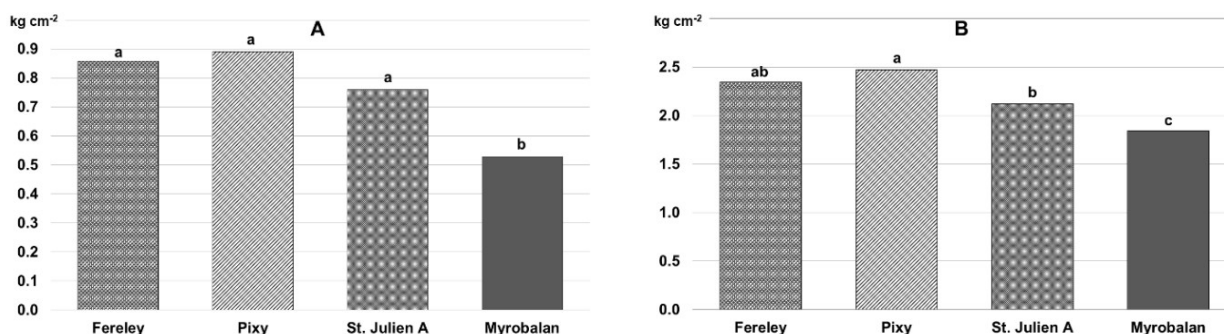 kg cm-2
A
0.9
0.8
0.7
0.6
0.5
0.4
0.3
0.2
0.1
0.0
a
a
a
b
Fereley
Pixy
St. Julien A
Myrobalan
kg cm-2
B
2.5
2.0
1.5
1.0
0.5
0.0
ab
a
b
c
Fereley
Pixy
St. Julien A
Myrobalan